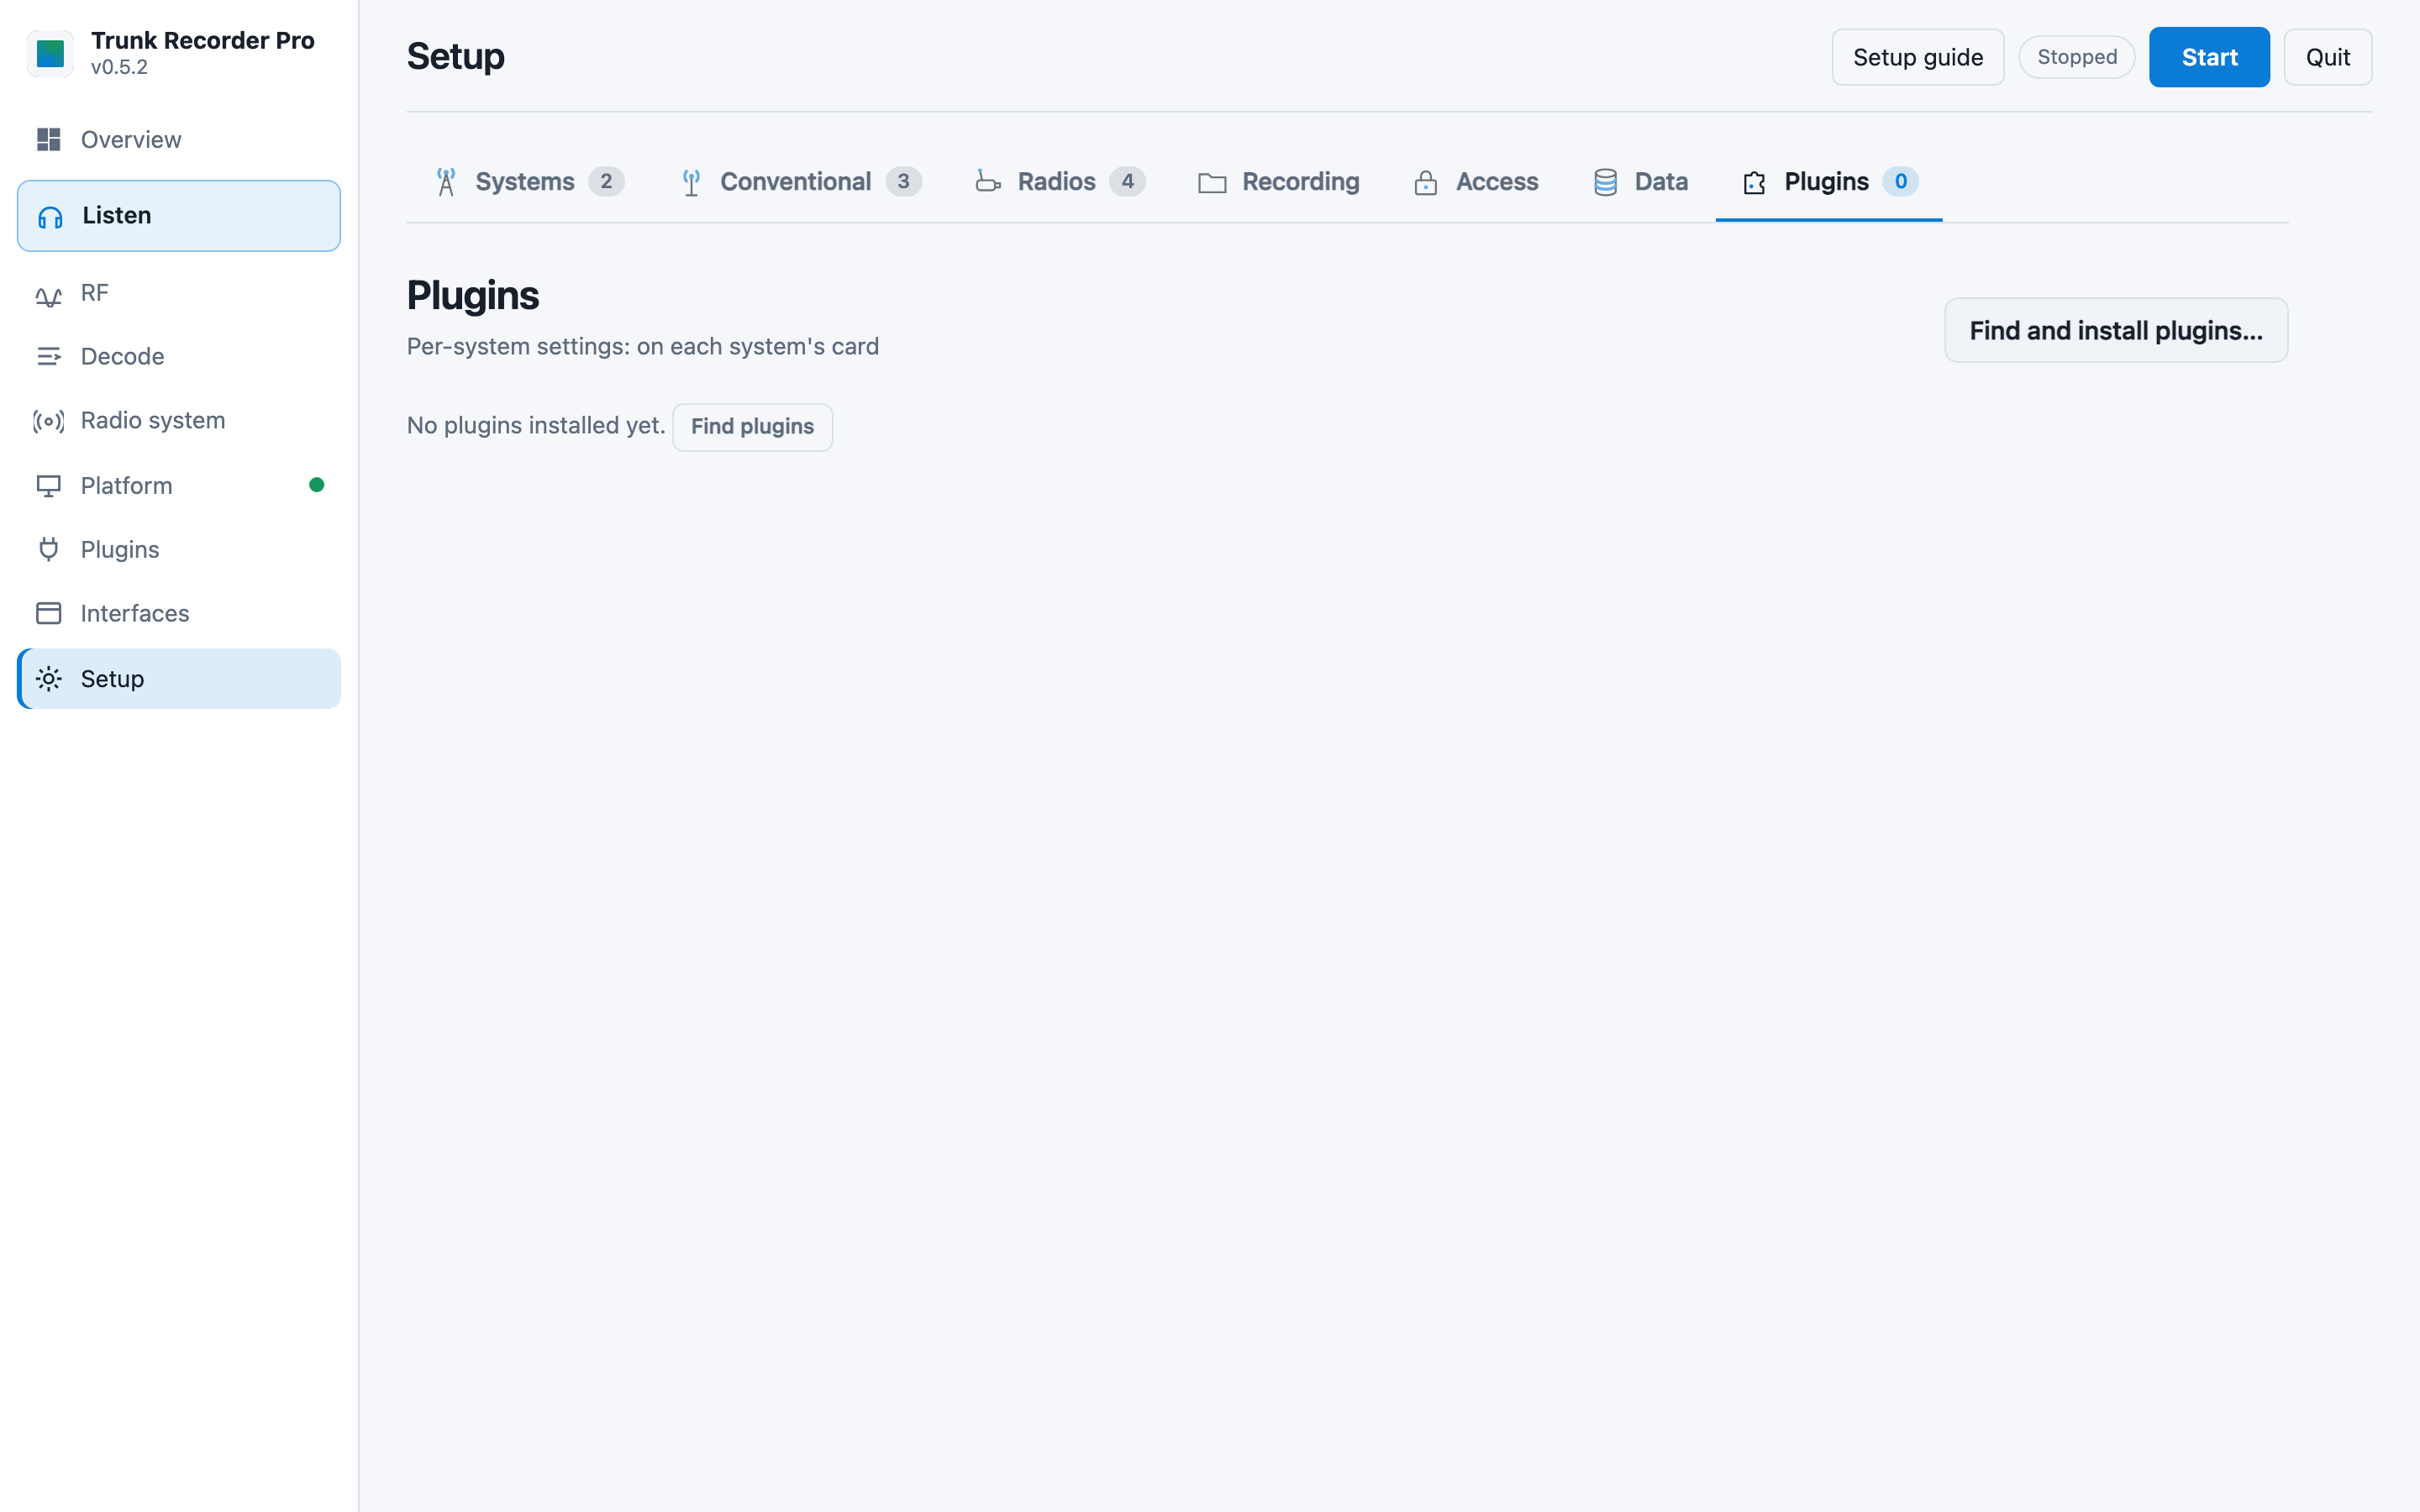 Trunk Recorder Pro
v0.5.2
Overview
Listen
RF
Decode
Radio system
Platform
Plugins
Interfaces
Setup
Setup
Setup guide
Stopped
Start
Quit
Systems 2
Conventional 3
Radios 4
Recording
Access
Data
Plugins 0
Plugins
Per-system settings: on each system's card
Find and install plugins...
No plugins installed yet. Find plugins